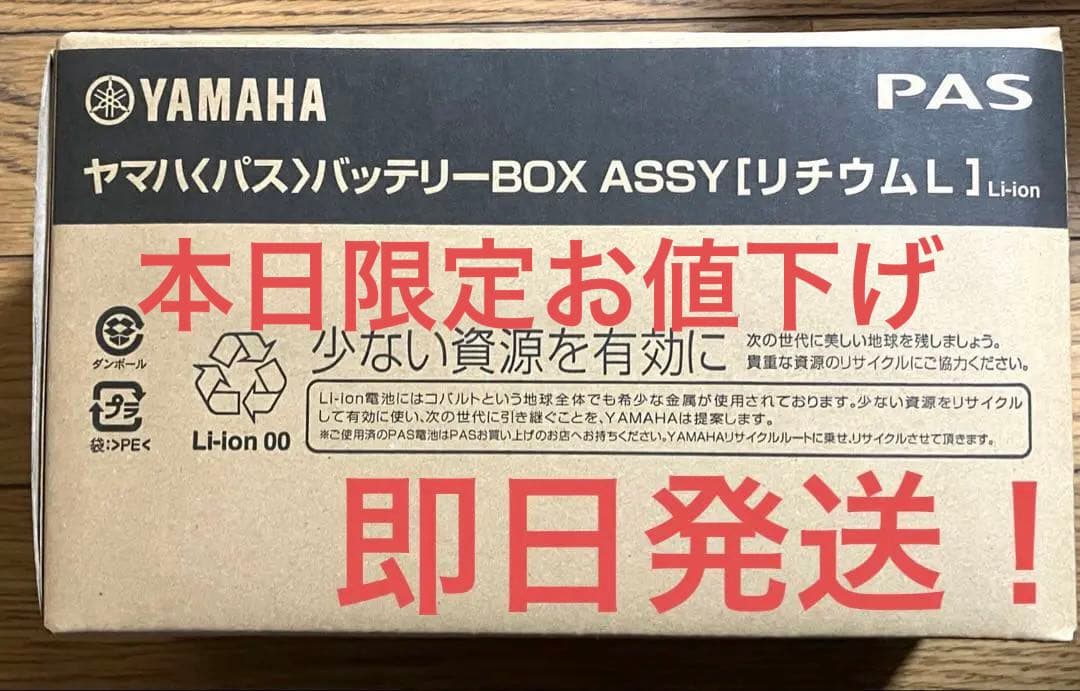 YAMAHA
PAS
ヤマハ〈パス〉バッテリーBOX ASSY[リチウムL]Li-ion
本日限定お値下げ
ダンボール
少ない資源を有効に
次の世代に美しい地球を残しましょう。
貴重な資源のリサイクルにご協力ください。
プラ
袋:>PE<
Li-ion 00
Li-ion電池にはコバルトという地球全体でも希少な金属が使用されております。少ない資源をリサイクル
して有効に使い、次の世代に引き継ぐことを、YAMAHAは提案します。
※ご使用済のPAS電池はPASお買い上げのお店へお持ちください。YAMAHAリサイクルルートに乗せ、リサイクルさせて頂きます。
即日発送！